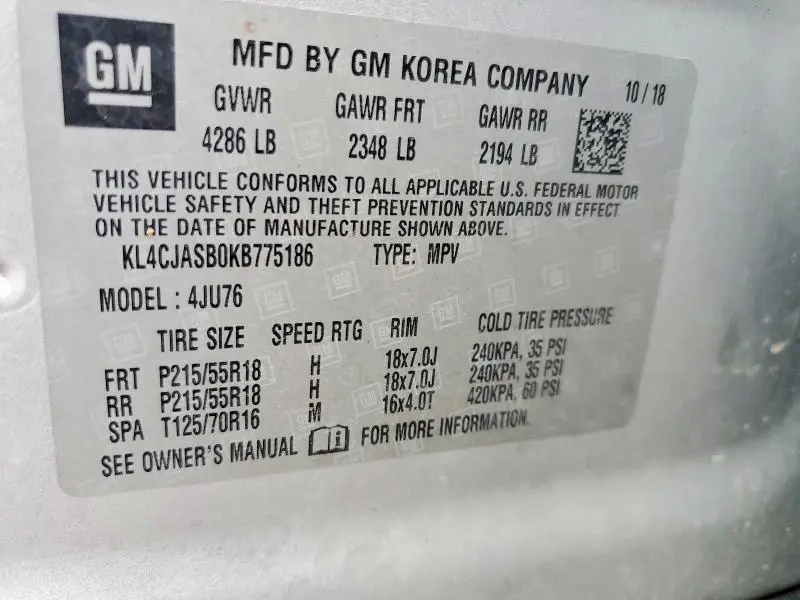 GM
MFD BY GM KOREA COMPANY 10/18
GVWR GAWR FRT GAWR RR
4286 LB 2348 LB 2194 LB
THIS VEHICLE CONFORMS TO ALL APPLICABLE U.S. FEDERAL MOTOR
VEHICLE SAFETY AND THEFT PREVENTION STANDARDS IN EFFECT
ON THE DATE OF MANUFACTURE SHOWN ABOVE.
KL4CJASB0KB775186 TYPE: MPV
MODEL : 4JU76
TIRE SIZE SPEED RTG RIM COLD TIRE PRESSURE
FRT P215/55R18 H 18x7.0J 240KPA, 35 PSI
RR P215/55R18 H 18x7.0J 240KPA, 35 PSI
SPA T125/70R16 M 16x4.0T 420KPA, 60 PSI
SEE OWNER'S MANUAL i FOR MORE INFORMATION.